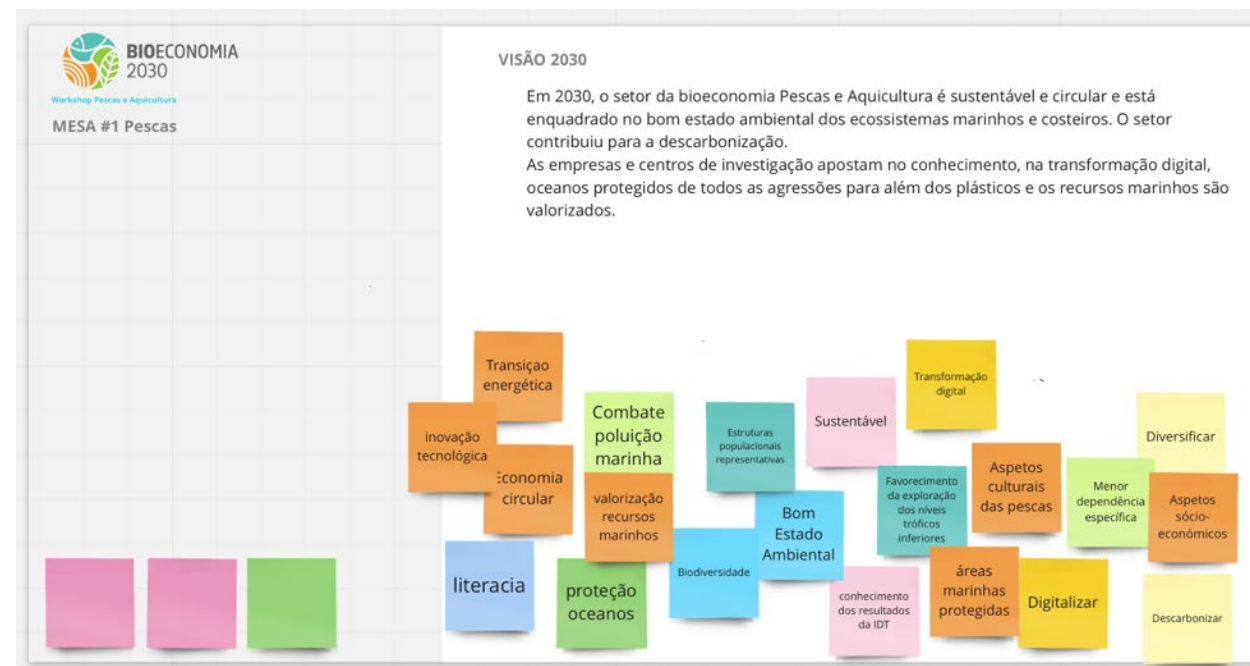 BIOECONOMIA
2030
Workshop Pescas e Aquicultura
MESA #1 Pescas
VISÃO 2030
Em 2030, o setor da bioeconomia Pescas e Aquicultura é sustentável e circular e está
enquadrado no bom estado ambiental dos ecossistemas marinhos e costeiros. O setor
contribuiu para a descarbonização.
As empresas e centros de investigação apostam no conhecimento, na transformação digital,
oceanos protegidos de todos as agressões para além dos plásticos e os recursos marinhos são
valorizados.
Transiçao
energética
inovação
tecnológica
Economia
circular
Combate
poluição
marinha
valorização
recursos
marinhos
Estruturas
populacionais
representativas
Sustentável
Transformação
digital
Favorecimento
da exploração
dos níveis
tróficos
inferiores
Aspetos
culturais
das pescas
Menor
dependência
específica
Diversificar
Aspetos
sócio-
económicos
literacia
proteção
oceanos
Biodiversidade
Bom
Estado
Ambiental
conhecimento
dos resultados
da IDT
áreas
marinhas
protegidas
Digitalizar
Descarbonizar